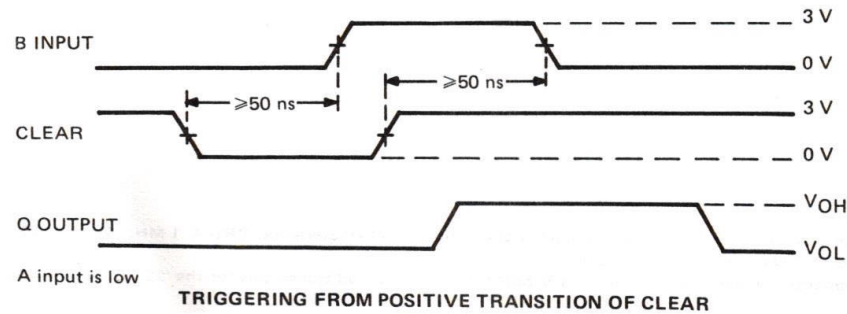 3 V
B INPUT
0 V
≥50 ns
≥50 ns
3 V
CLEAR
0 V
VOH
Q OUTPUT
VOL
A input is low
TRIGGERING FROM POSITIVE TRANSITION OF CLEAR